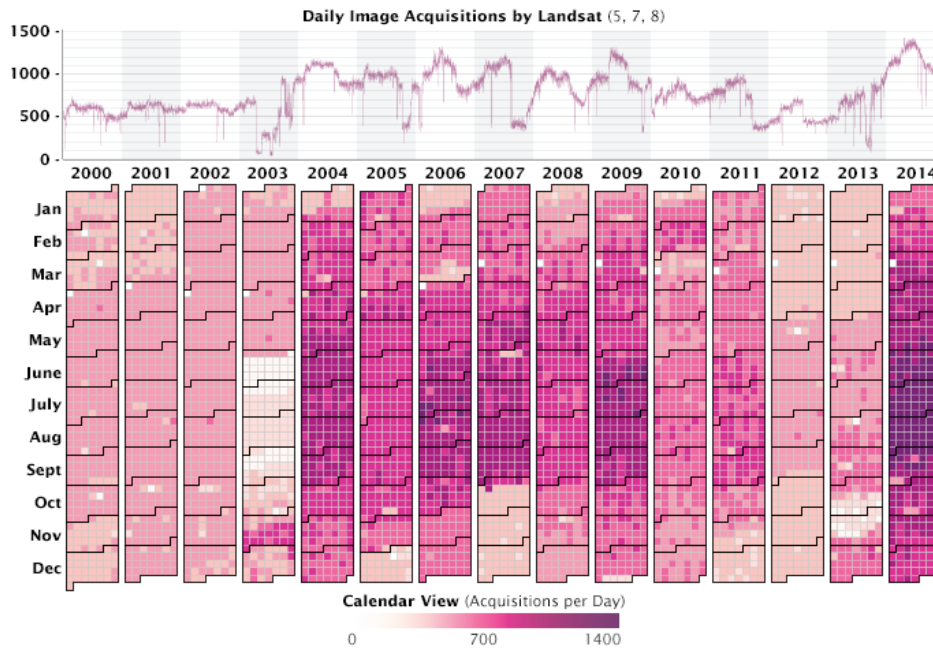 Daily Image Acquisitions by Landsat (5, 7, 8)
1500 -
1000 -
500 -
0 -
2000 2001 2002 2003 2004 2005 2006 2007 2008 2009 2010 2011 2012 2013 2014
Jan
Feb
Mar
Apr
May
June
July
Aug
Sept
Oct
Nov
Dec
Calendar View (Acquisitions per Day)
0 700 1400